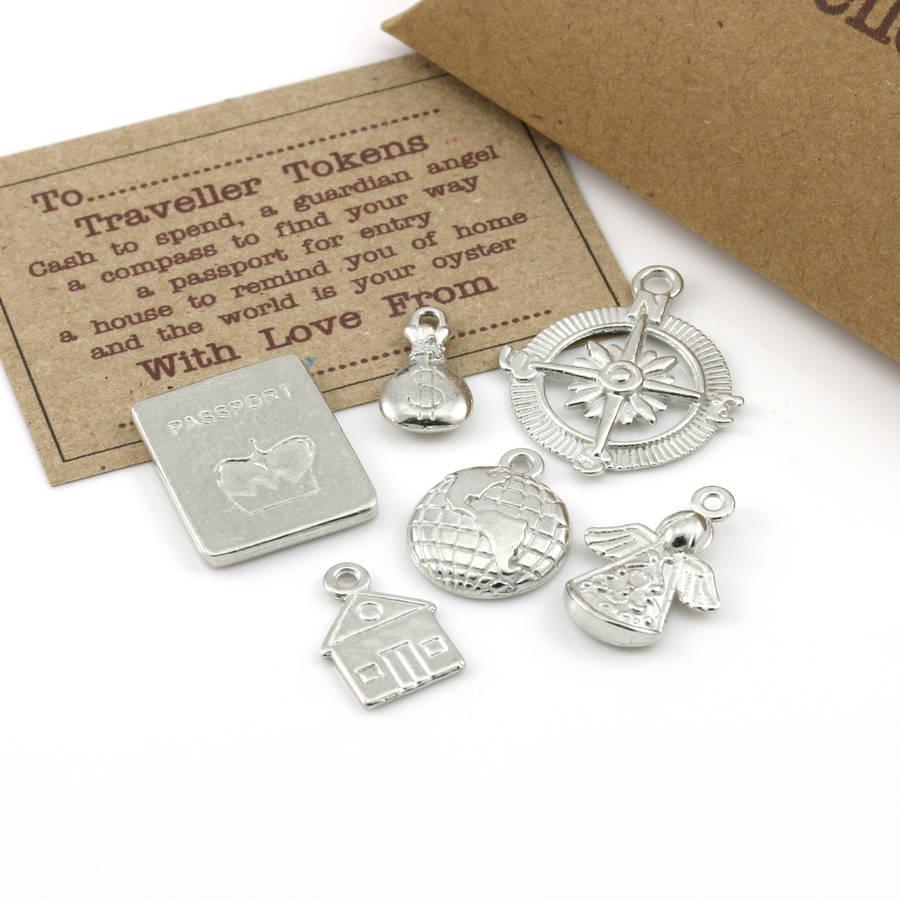 To........................................
Traveller Tokens
Cash to spend, a guardian angel
a compass to find your way
a passport for entry
a house to remind you of home
and the world is your oyster
With Love From
........................................
PASSPORT
$